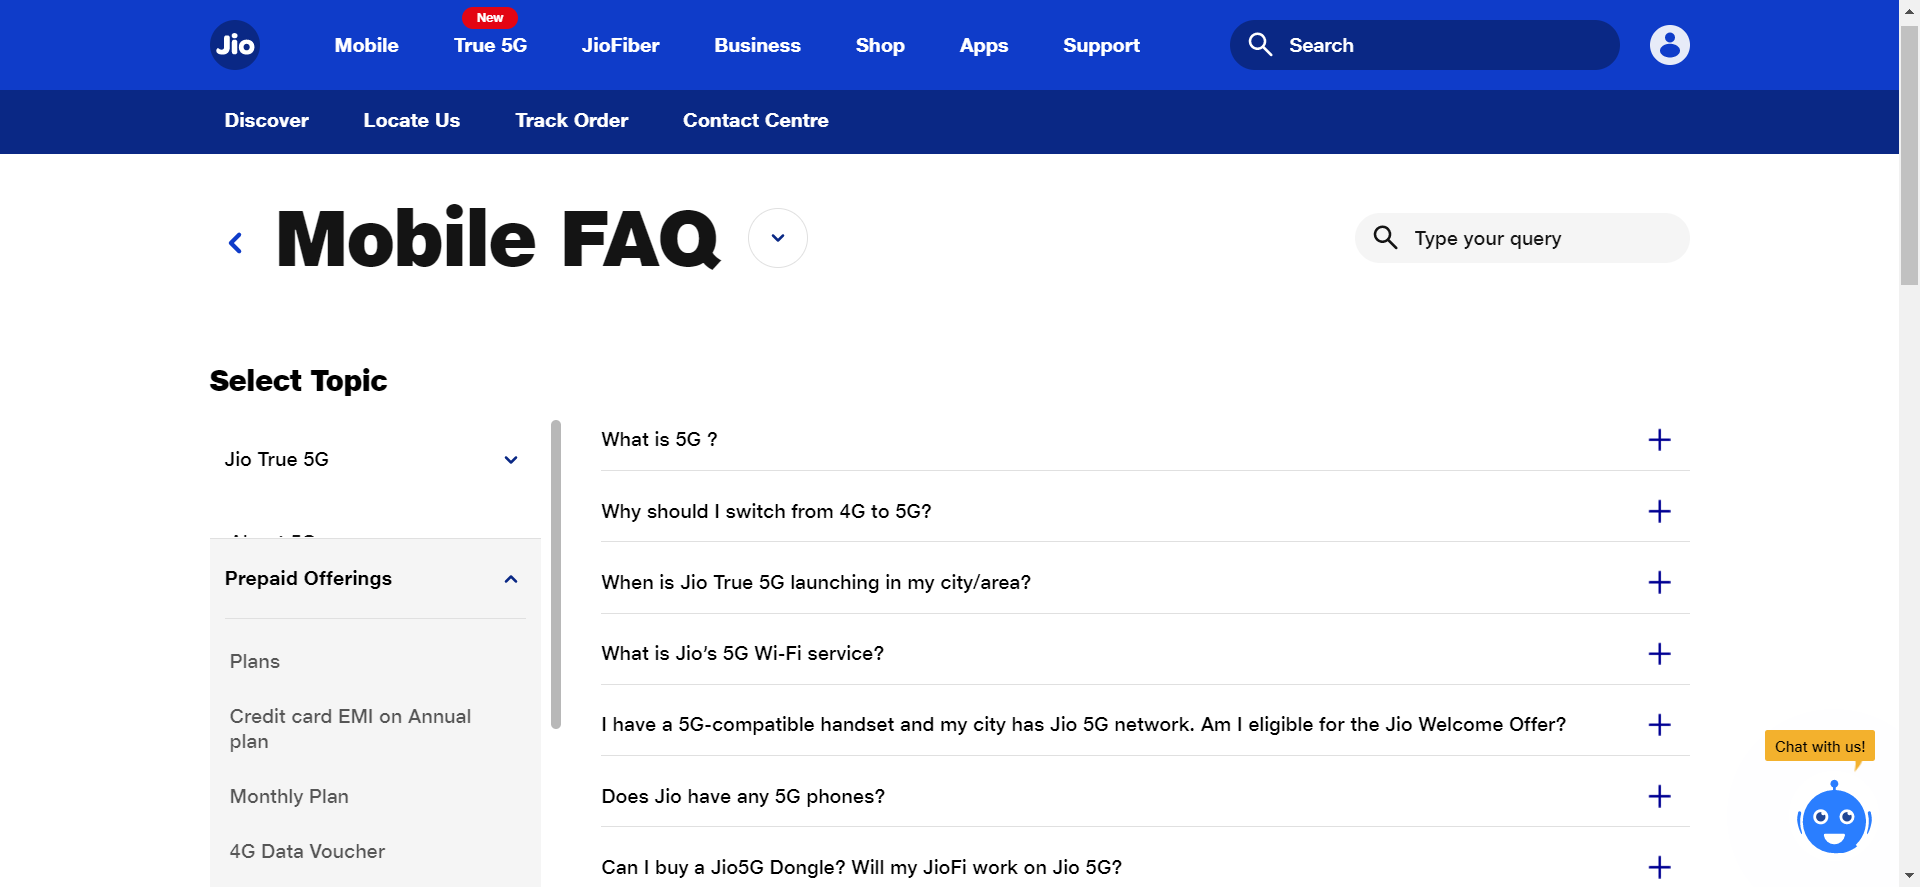 New
Jio
Mobile
True 5G
JioFiber
Business
Shop
Apps
Support
Search
Discover
Locate Us
Track Order
Contact Centre
Mobile FAQ
Type your query
Select Topic
Jio True 5G
About 5G
Prepaid Offerings
Plans
Credit card EMI on Annual
plan
Monthly Plan
4G Data Voucher
What is 5G ?
Why should I switch from 4G to 5G?
When is Jio True 5G launching in my city/area?
What is Jio’s 5G Wi-Fi service?
I have a 5G-compatible handset and my city has Jio 5G network. Am I eligible for the Jio Welcome Offer?
Does Jio have any 5G phones?
Can I buy a Jio5G Dongle? Will my JioFi work on Jio 5G?
Chat with us!